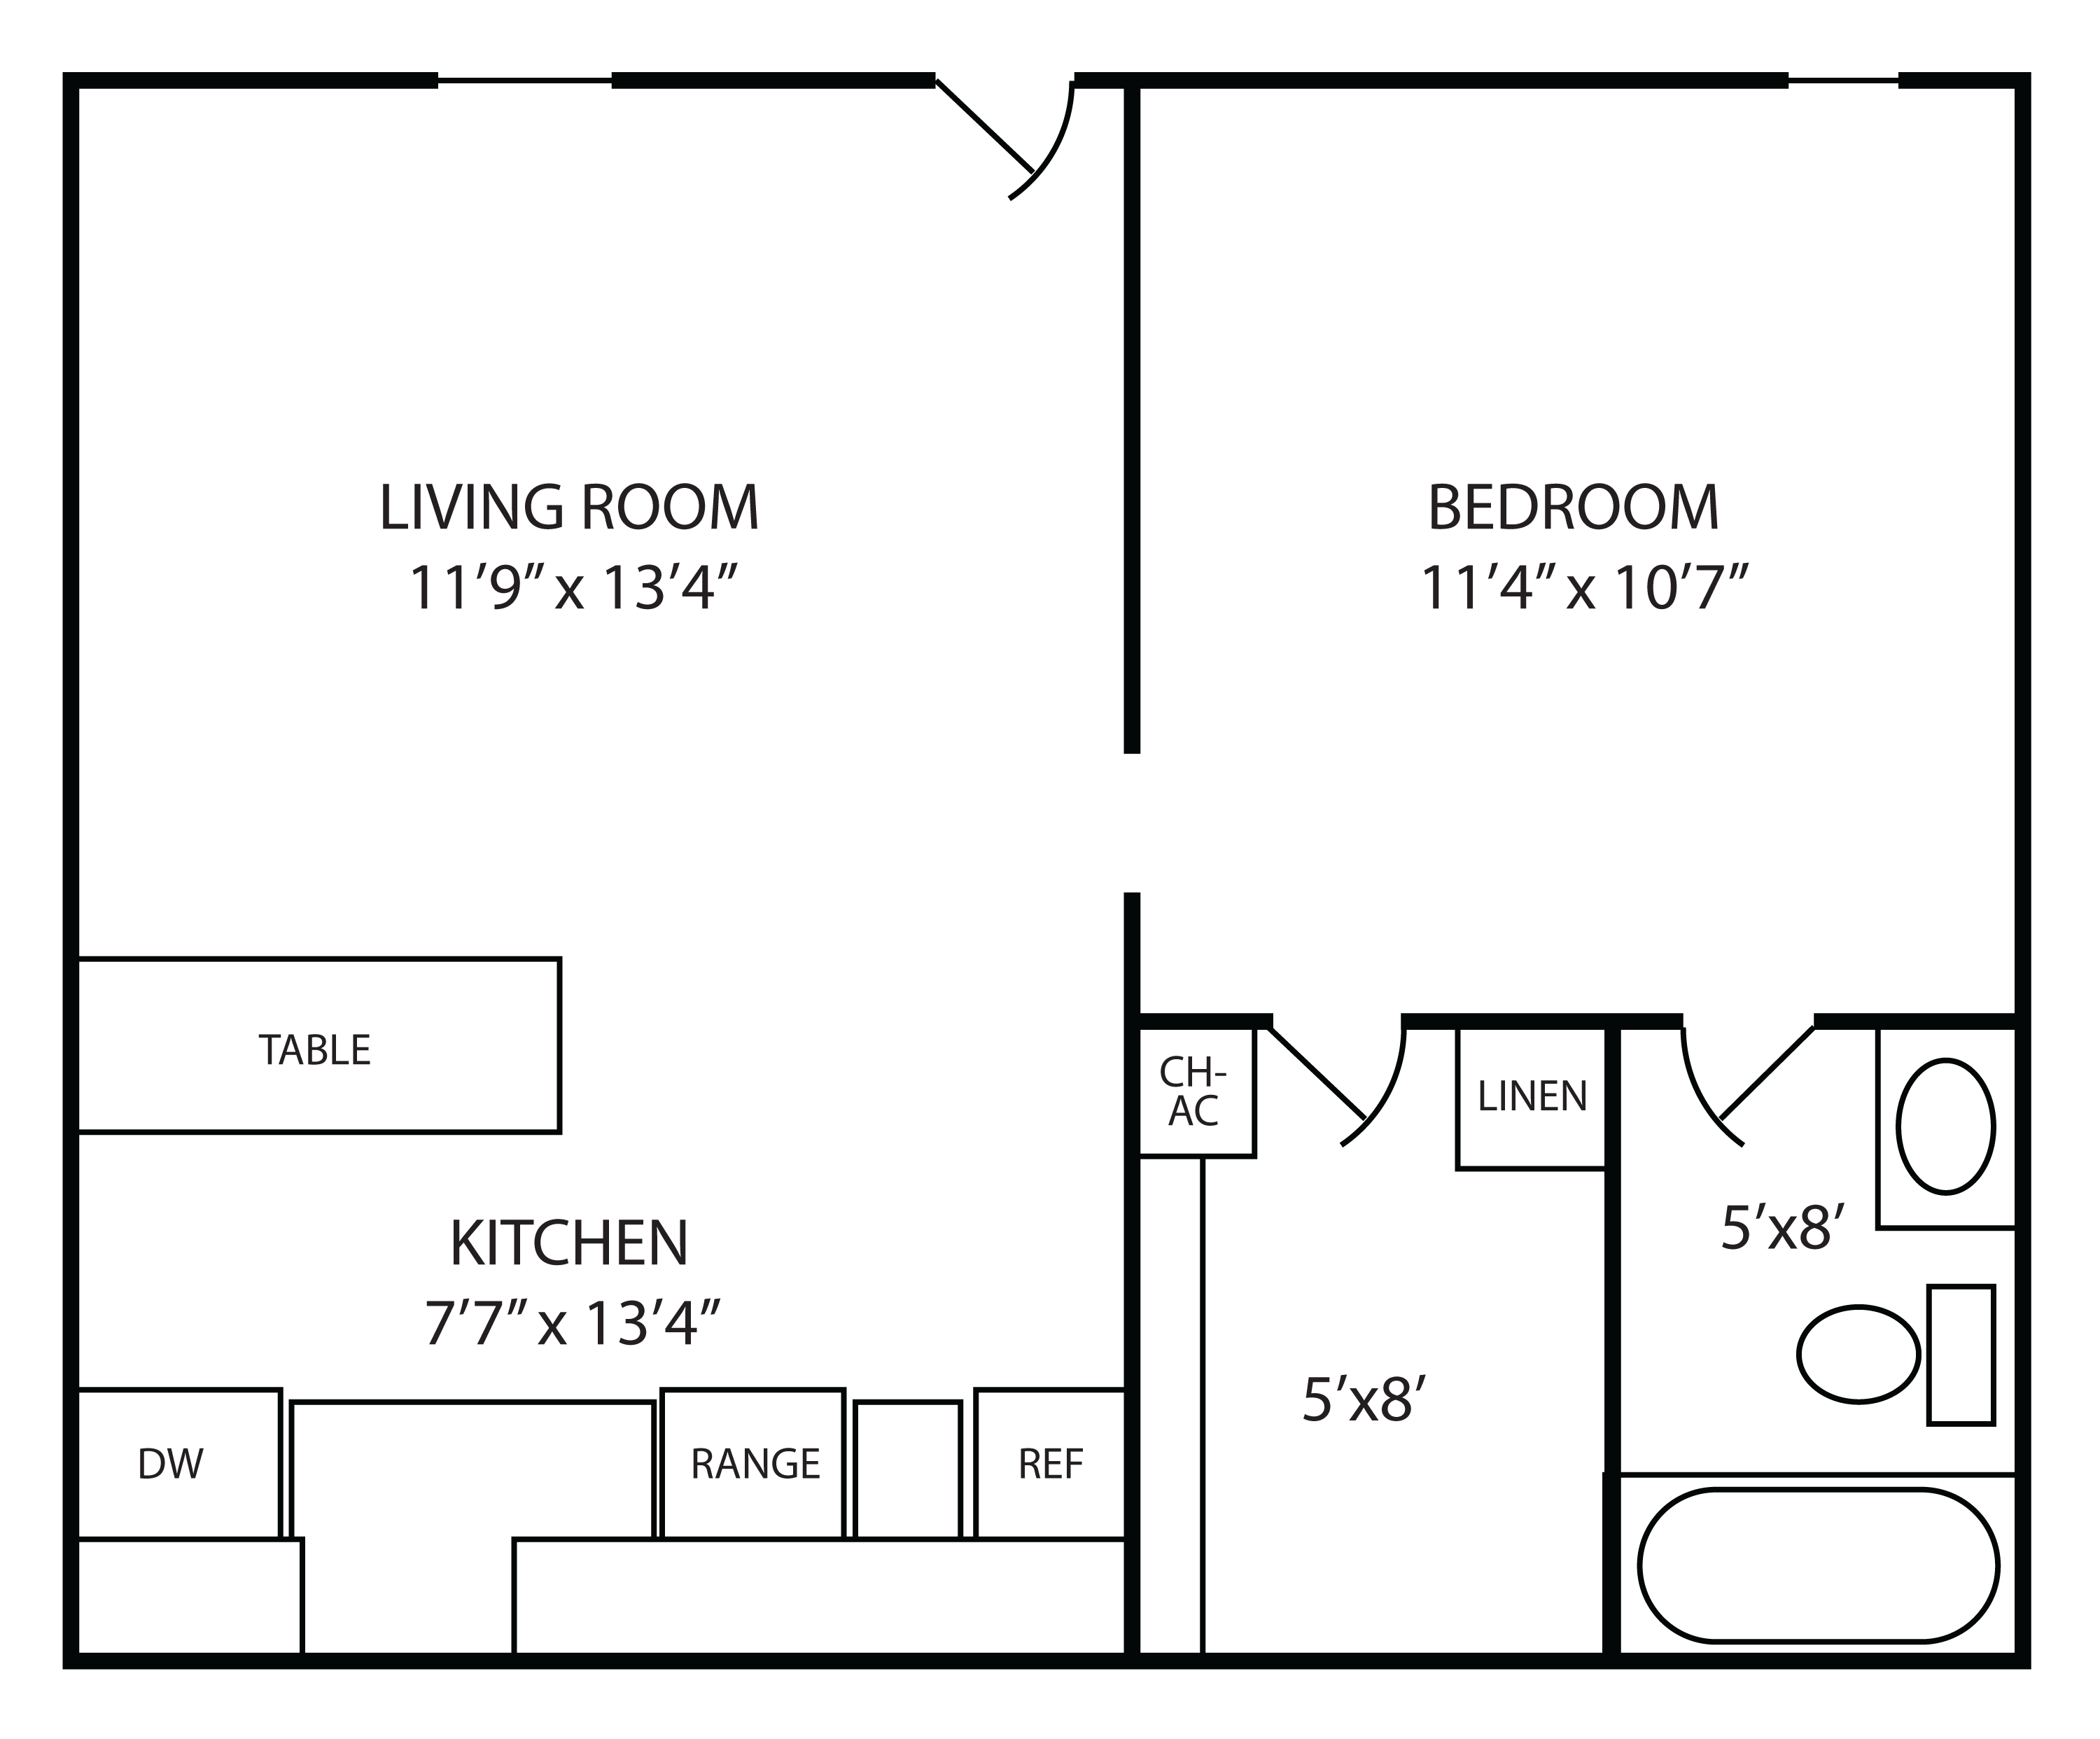 LIVING ROOM
11’9” x 13’4”
BEDROOM
11’4” x 10’7”
TABLE
CH-
AC
LINEN
5’x8’
KITCHEN
7’7” x 13’4”
5’x8’
DW
RANGE
REF